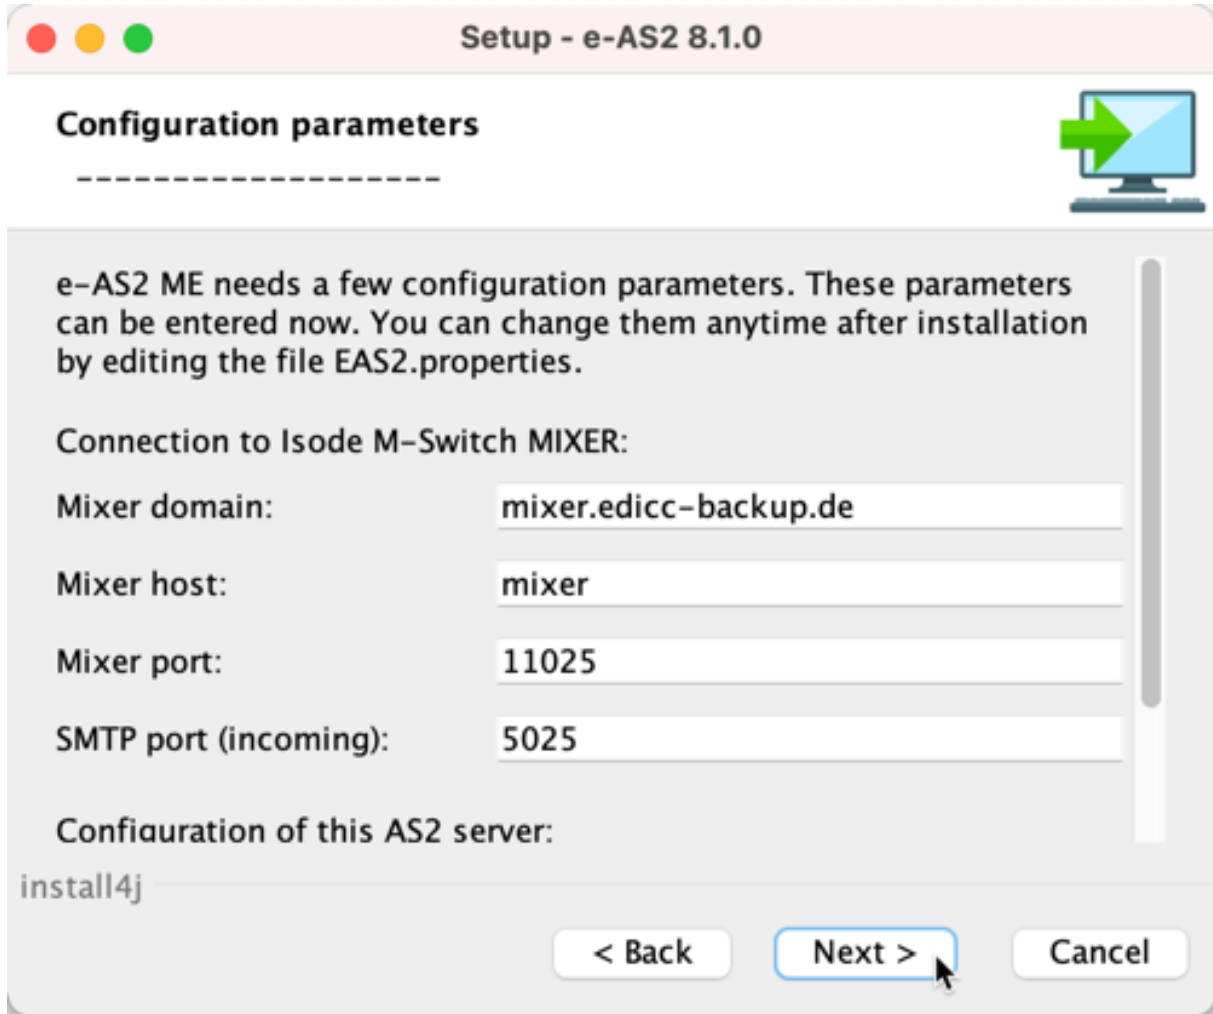 Setup - e-AS2 8.1.0
Configuration parameters
-------------------
e-AS2 ME needs a few configuration parameters. These parameters
can be entered now. You can change them anytime after installation
by editing the file EAS2.properties.
Connection to Isode M-Switch MIXER:
Mixer domain: mixer.edicc-backup.de
Mixer host: mixer
Mixer port: 11025
SMTP port (incoming): 5025
Configuration of this AS2 server:
install4j
< Back Next > Cancel